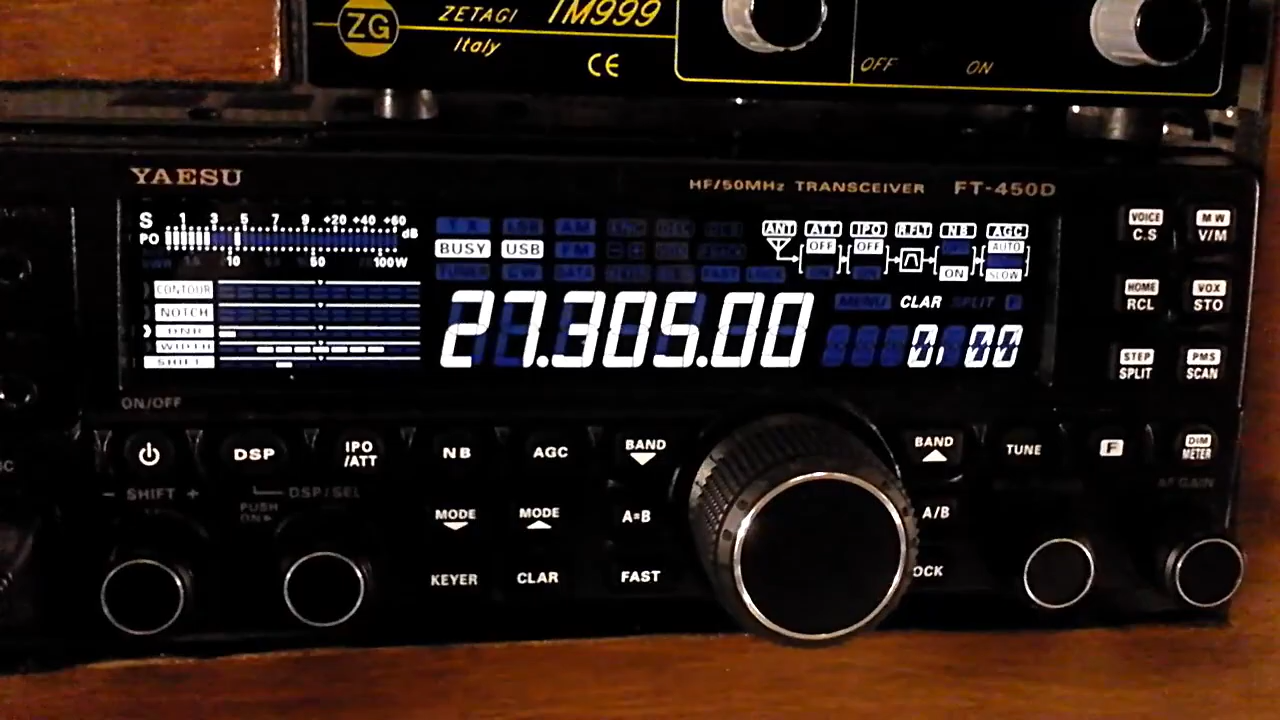 ZG ZETAGI TM999
Italy
CE
OFF ON
YAESU
HF/50MHz TRANSCEIVER FT-450D
S 1 3 5 7 9 +20 +40 +60 dB
PO
10 50 100W
BUSY USB
ANT ATT IPO R.FLT NB AGC
OFF OFF AUTO
ON SLOW
CONTOUR
NOTCH
DNR
WIDTH
SHIFT
27.305.00
MENU CLAR SPLIT
0.00
VOICE C.S
MW V/M
HOME RCL
VOX STO
STEP SPLIT
PMS SCAN
ON/OFF
DSP
IPO /ATT
NB
AGC
BAND
BAND
TUNE
F
DIM METER
- SHIFT +
DSP/SEL
PUSH ON
AF GAIN
MODE
MODE
A=B
A/B
KEYER
CLAR
FAST
OCK